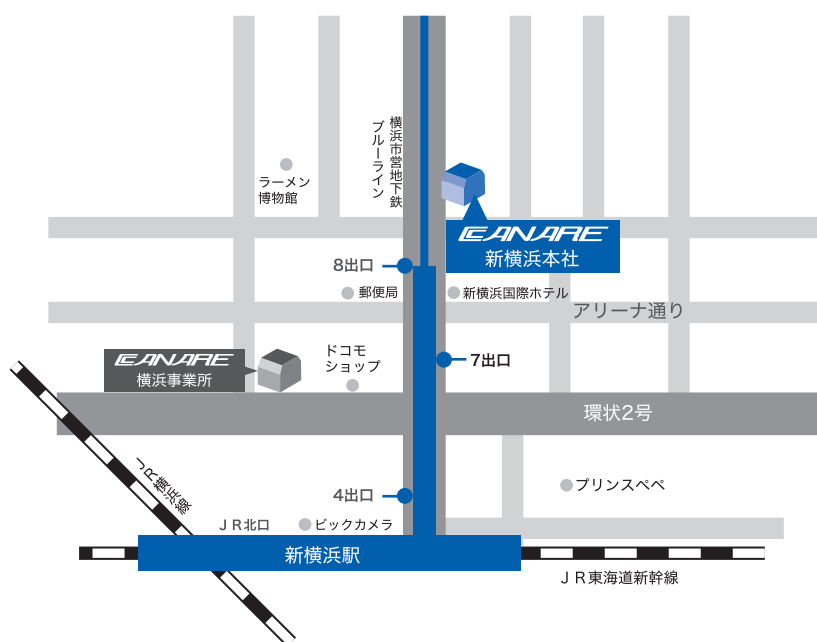 横浜市営地下鉄
ブルーライン
ラーメン
博物館
CANARE
新横浜本社
8出口
郵便局
新横浜国際ホテル
アリーナ通り
ドコモ
ショップ
7出口
CANARE
横浜事業所
環状2号
JR横浜線
4出口
プリンスペペ
JR北口
ビックカメラ
新横浜駅
JR東海道新幹線